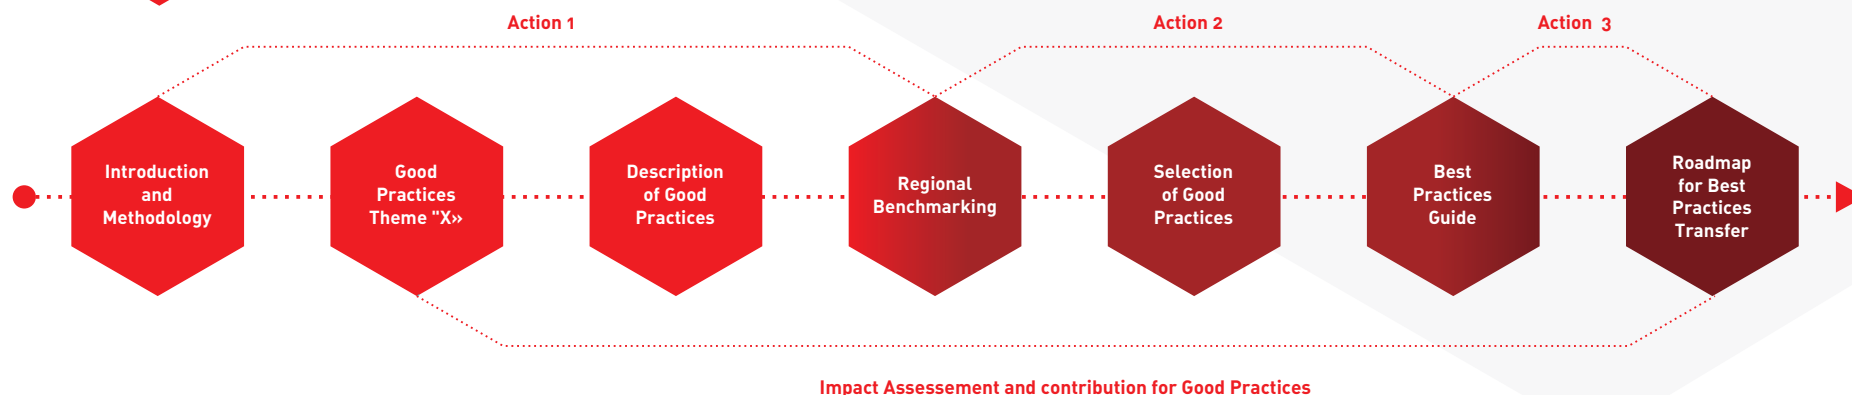 Action 1
Action 2
Action 3
Introduction
and
Methodology
Good
Practices
Theme "X»
Description
of Good
Practices
Regional
Benchmarking
Selection
of Good
Practices
Best
Practices
Guide
Roadmap
for Best
Practices
Transfer
Impact Assessement and contribution for Good Practices